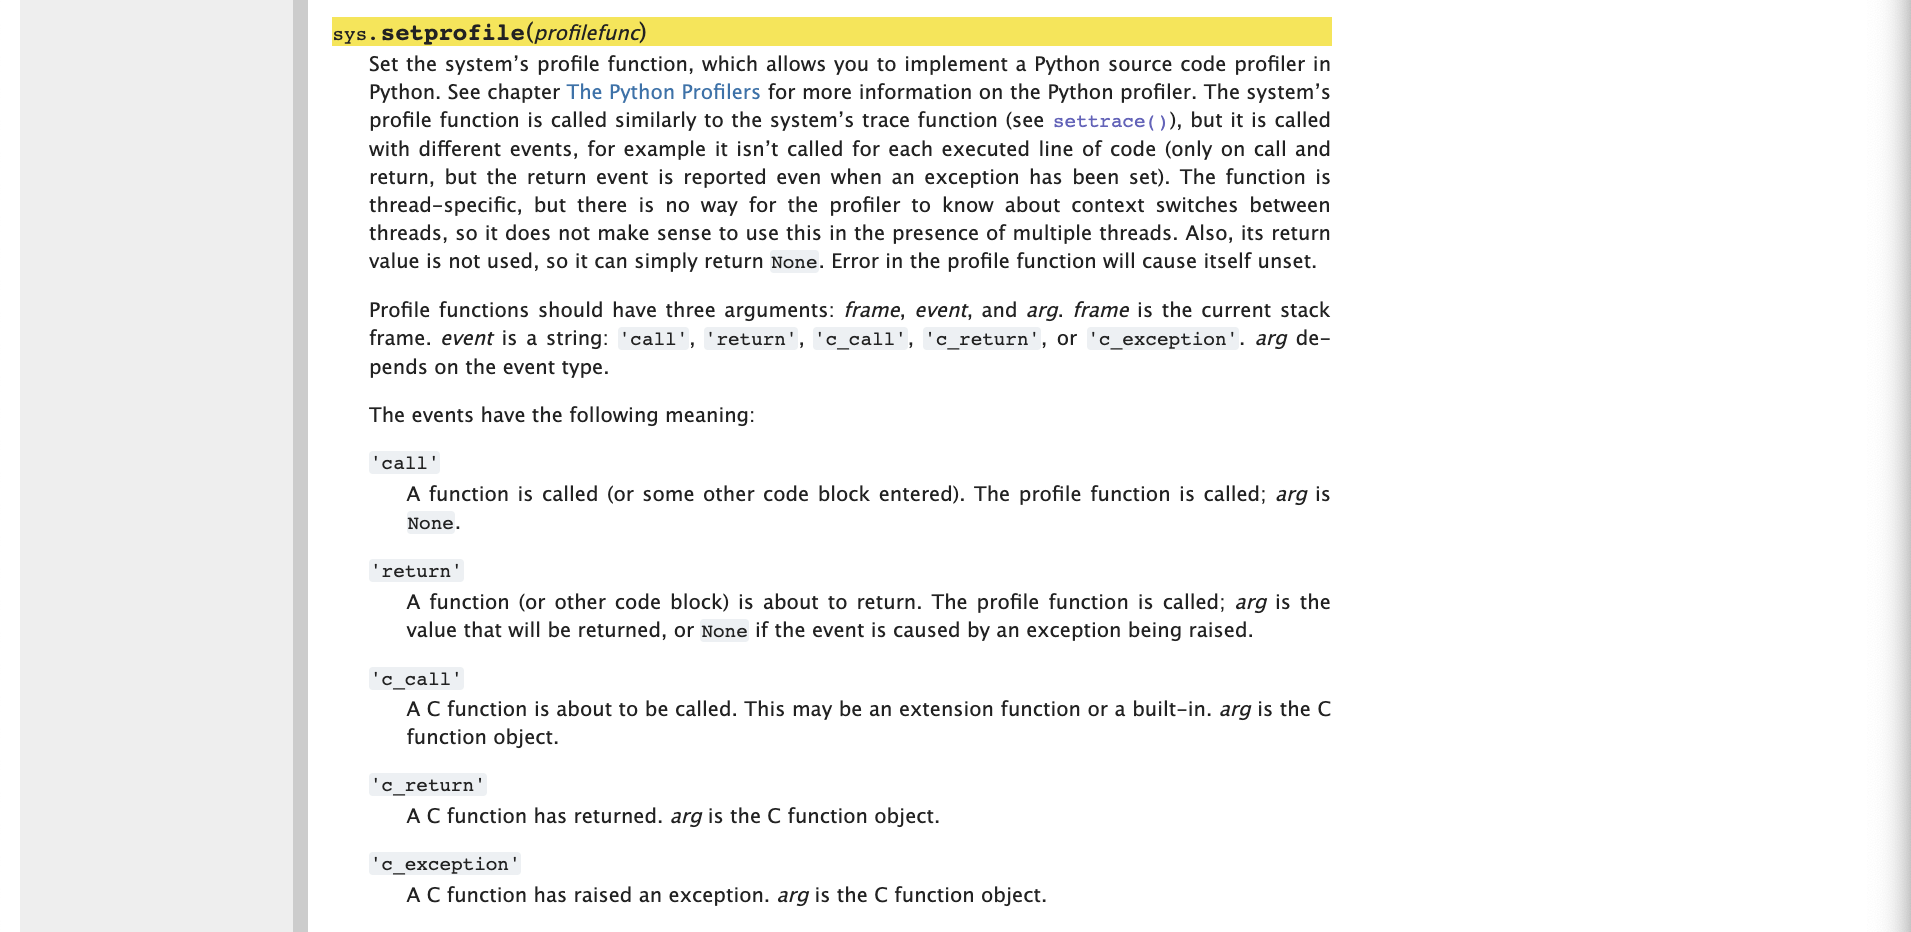 sys.setprofile(profilefunc)
Set the system’s profile function, which allows you to implement a Python source code profiler in
Python. See chapter The Python Profilers for more information on the Python profiler. The system’s
profile function is called similarly to the system’s trace function (see settrace()), but it is called
with different events, for example it isn’t called for each executed line of code (only on call and
return, but the return event is reported even when an exception has been set). The function is
thread-specific, but there is no way for the profiler to know about context switches between
threads, so it does not make sense to use this in the presence of multiple threads. Also, its return
value is not used, so it can simply return None. Error in the profile function will cause itself unset.
Profile functions should have three arguments: frame, event, and arg. frame is the current stack
frame. event is a string: 'call', 'return', 'c_call', 'c_return', or 'c_exception'. arg de-
pends on the event type.
The events have the following meaning:
'call'
A function is called (or some other code block entered). The profile function is called; arg is
None.
'return'
A function (or other code block) is about to return. The profile function is called; arg is the
value that will be returned, or None if the event is caused by an exception being raised.
'c_call'
A C function is about to be called. This may be an extension function or a built-in. arg is the C
function object.
'c_return'
A C function has returned. arg is the C function object.
'c_exception'
A C function has raised an exception. arg is the C function object.